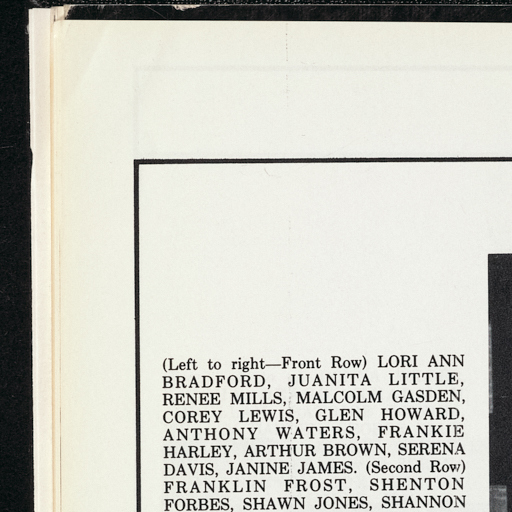 (Left to right—Front Row) LORI ANN
BRADFORD, JUANITA LITTLE,
RENEE MILLS, MALCOLM GASDEN,
COREY LEWIS, GLEN HOWARD,
ANTHONY WATERS, FRANKIE
HARLEY, ARTHUR BROWN, SERENA
DAVIS, JANINE JAMES. (Second Row)
FRANKLIN FROST, SHENTON
FORBES, SHAWN JONES, SHANNON